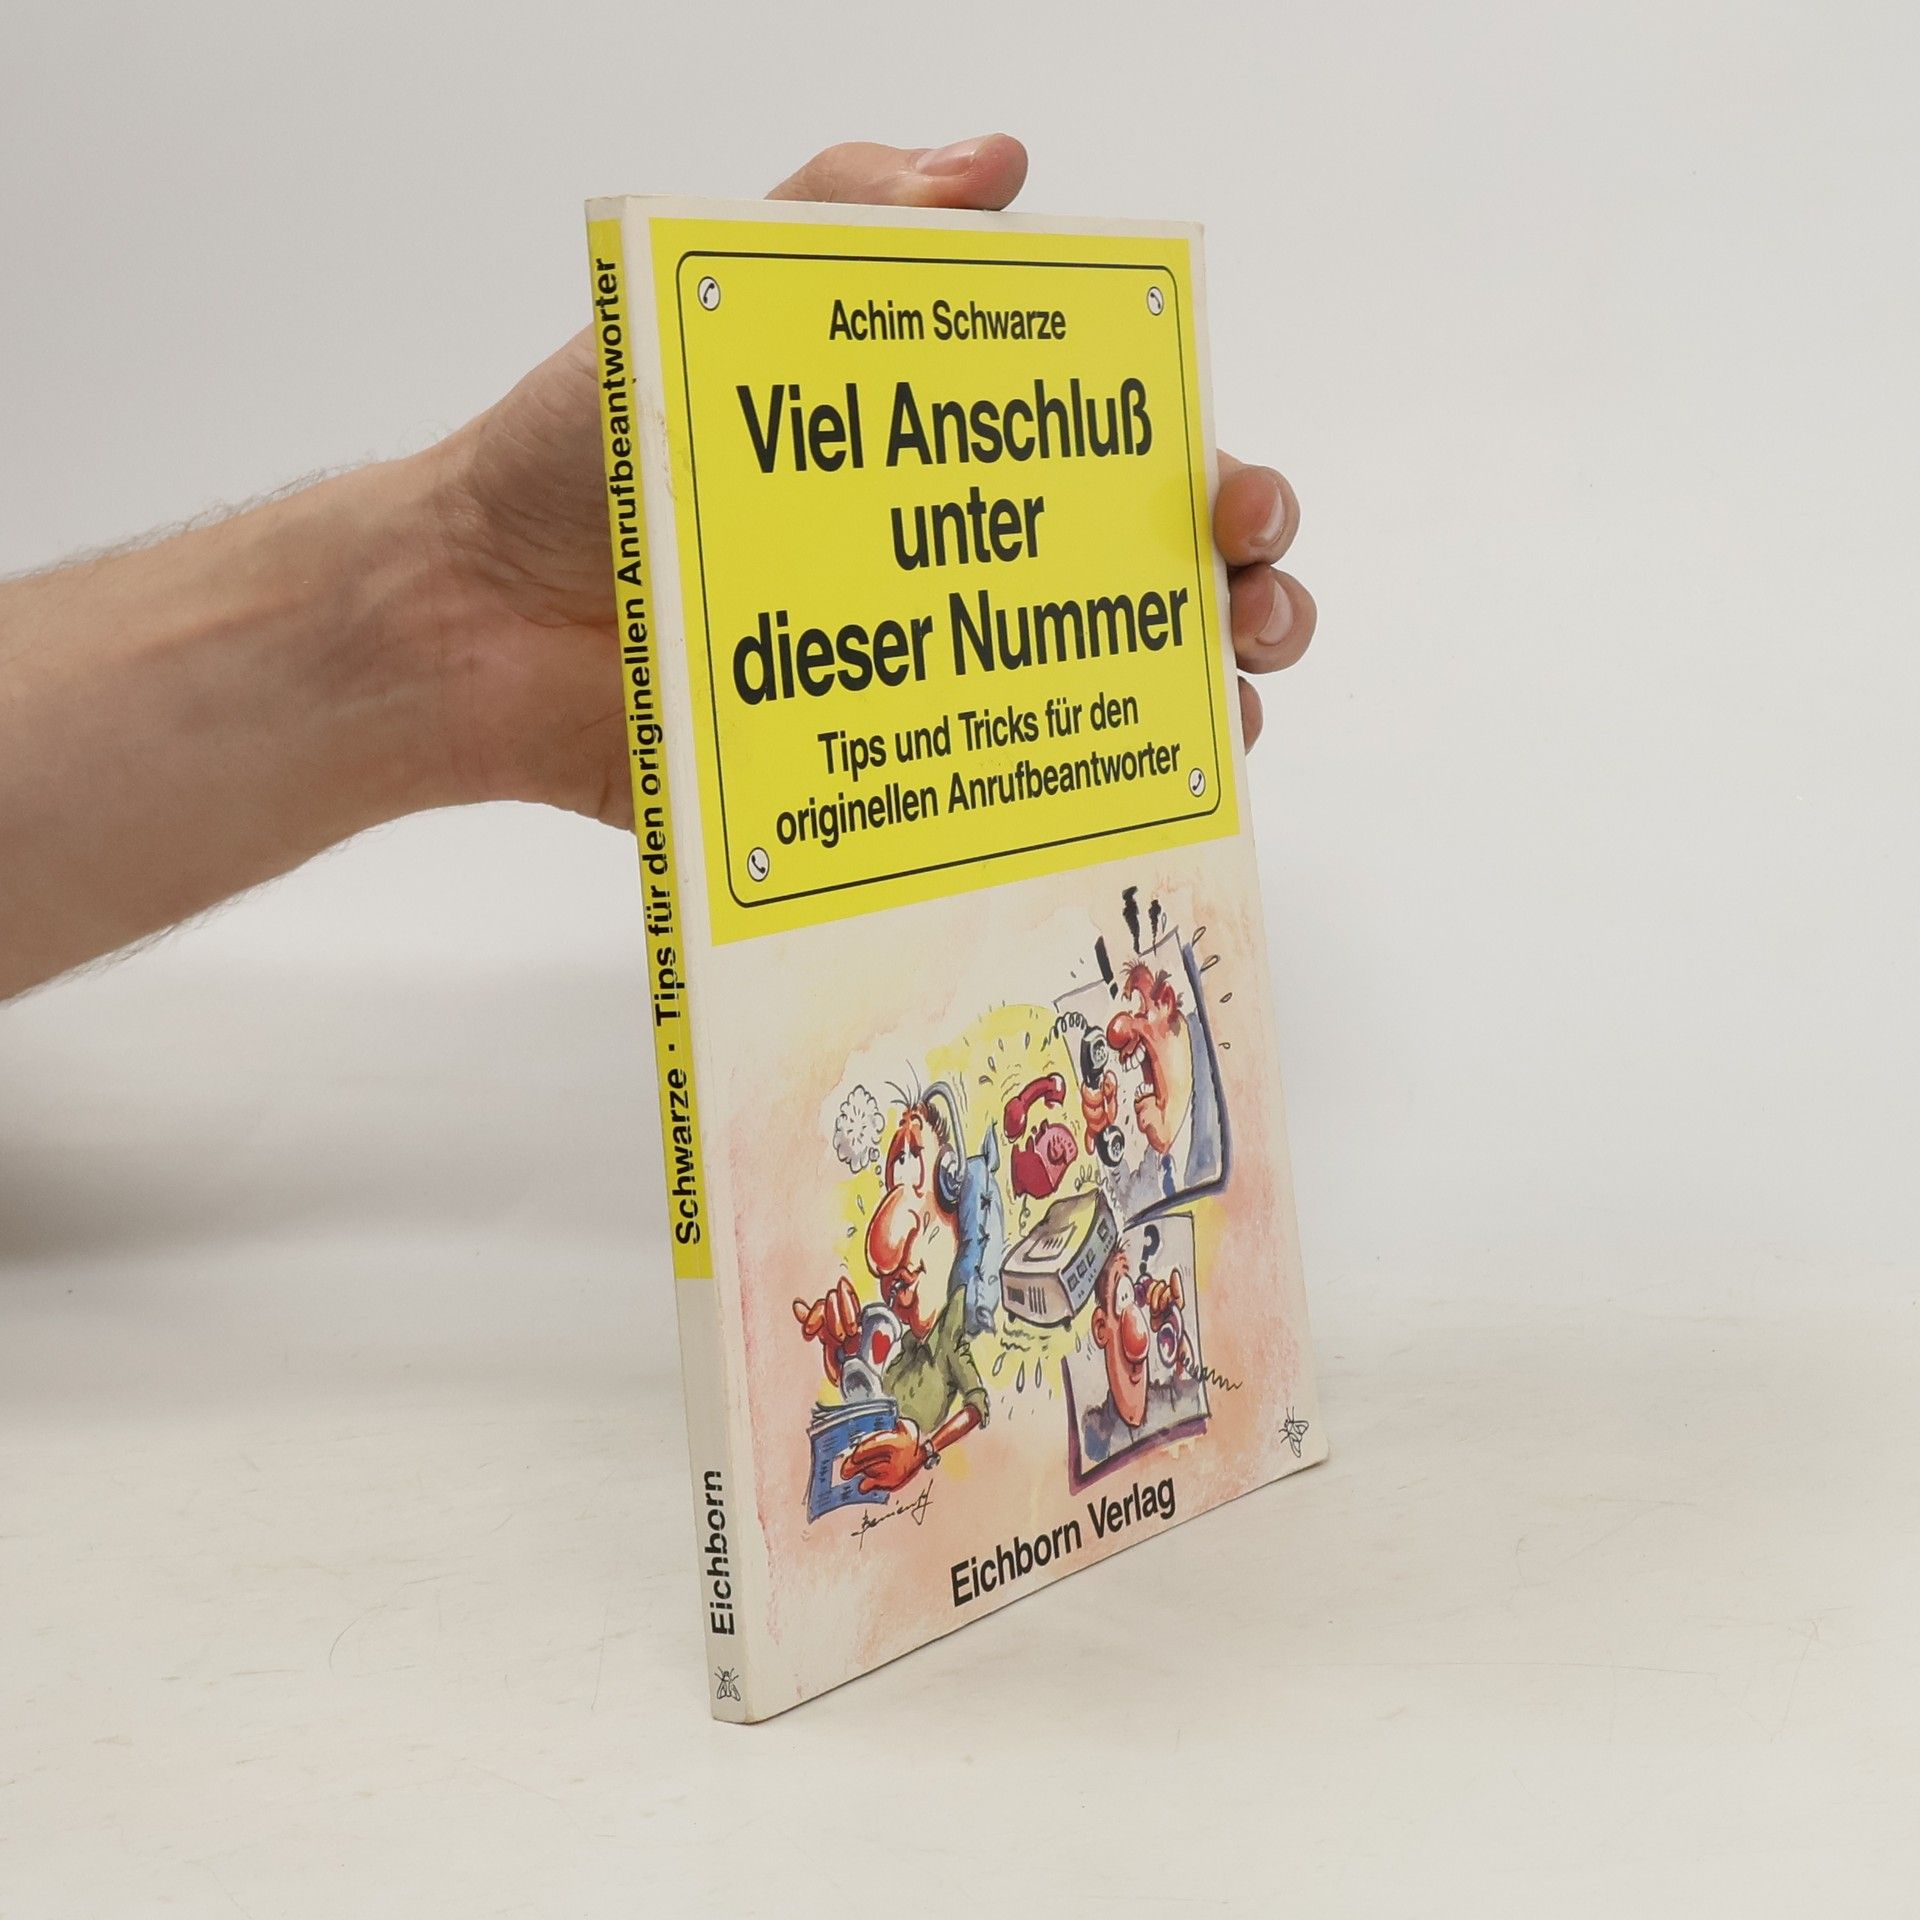 Achim Schwarze
Viel Anschluß
unter
dieser Nummer
Tips und Tricks für den
originellen Anrufbeantworter
Eichborn Verlag
Schwarze · Tips für den originellen Anrufbeantworter
Eichborn